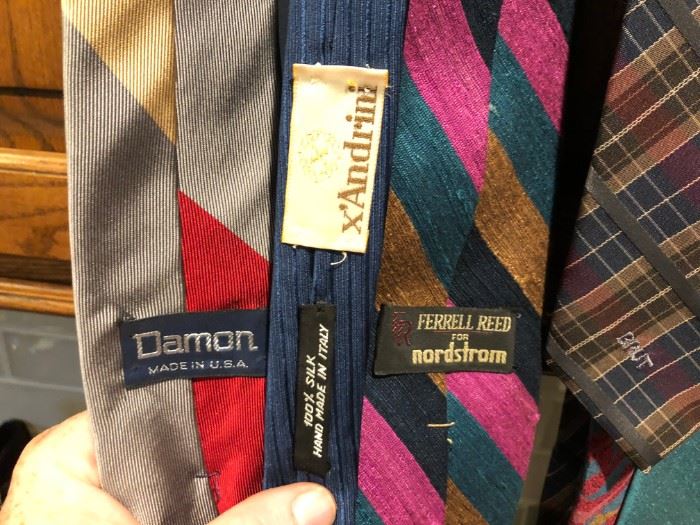 Damon
MADE IN U.S.A.
x'Andrini
100% SILK
HAND MADE IN ITALY
FERRELL REED
FOR
nordstrom